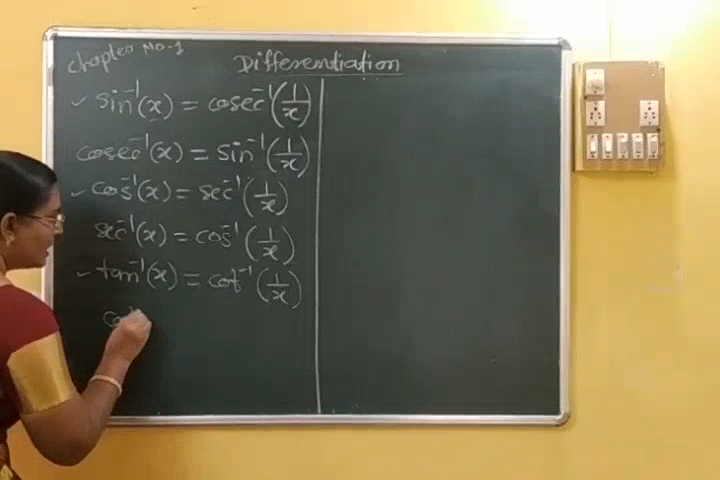 Chapter No-1
Differentiation
✓ sin⁻¹(x) = cosec⁻¹(1/x)
cosec⁻¹(x) = sin⁻¹(1/x)
✓ cos⁻¹(x) = sec⁻¹(1/x)
sec⁻¹(x) = cos⁻¹(1/x)
✓ tan⁻¹(x) = cot⁻¹(1/x)